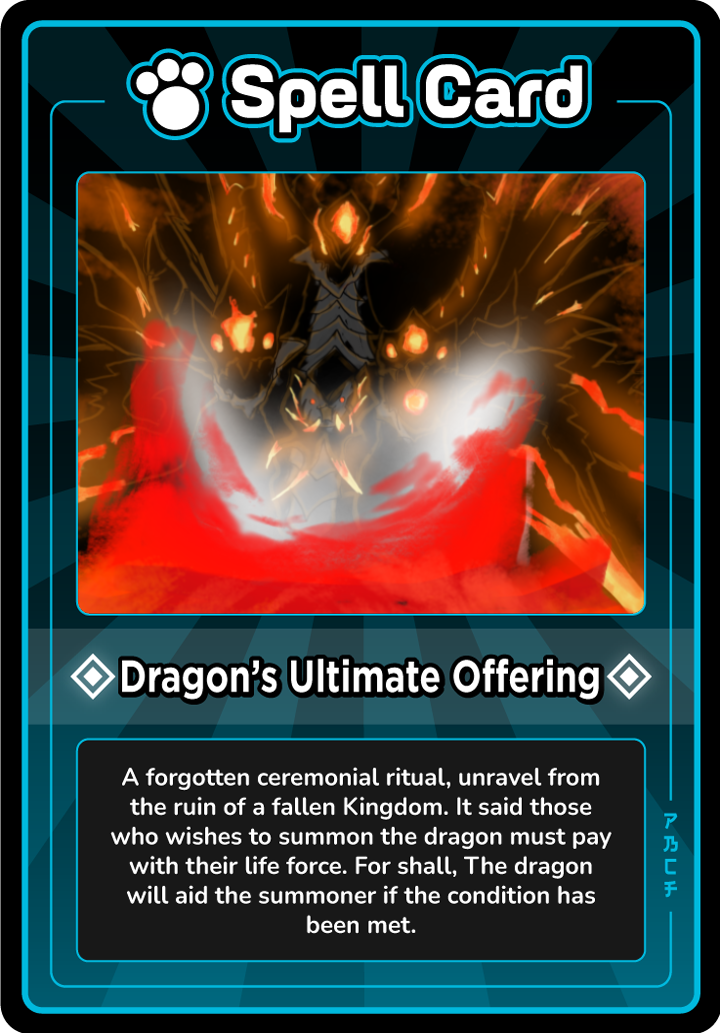 Spell Card
Dragon's Ultimate Offering
A forgotten ceremonial ritual, unravel from
the ruin of a fallen Kingdom. It said those
who wishes to summon the dragon must pay
with their life force. For shall, The dragon
will aid the summoner if the condition has
been met.